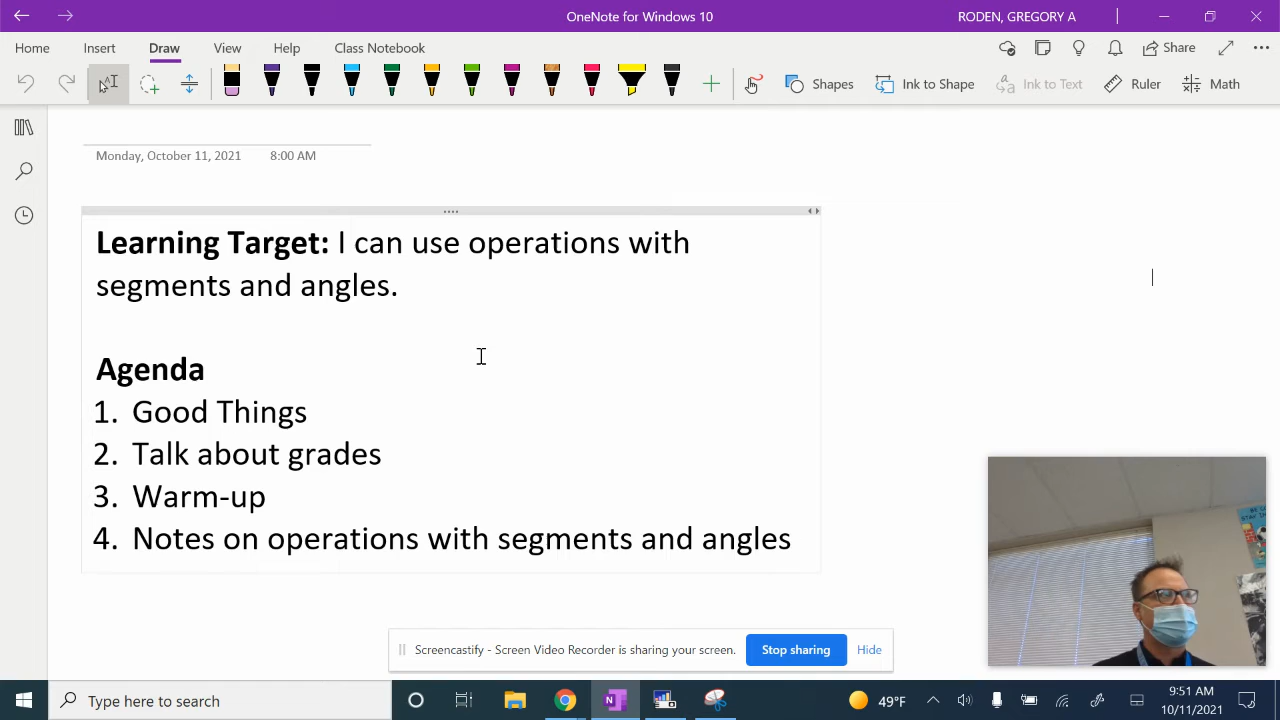 OneNote for Windows 10
RODEN, GREGORY A
Home Insert Draw View Help Class Notebook Share
Shapes Ink to Shape Ink to Text Ruler Math
Monday, October 11, 2021 8:00 AM
Learning Target: I can use operations with
segments and angles.
Agenda
1. Good Things
2. Talk about grades
3. Warm-up
4. Notes on operations with segments and angles
Screencastify - Screen Video Recorder is sharing your screen. Stop sharing Hide
Type here to search
49°F
9:51 AM
10/11/2021